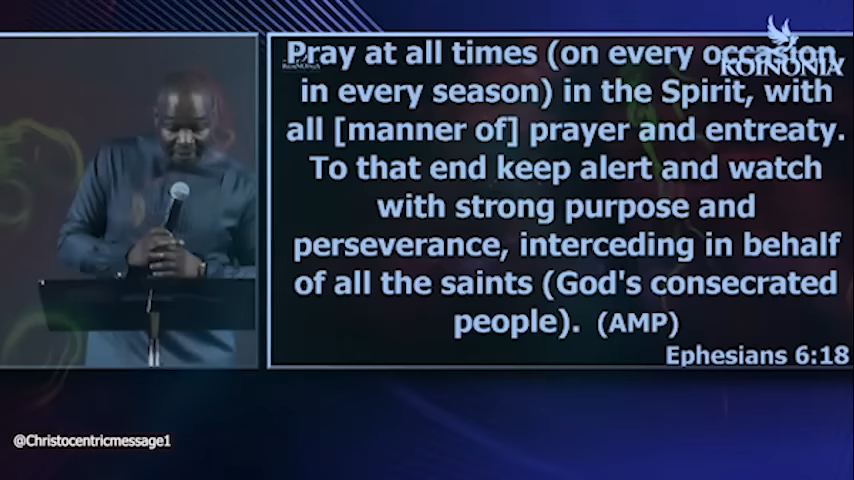 Pray at all times (on every occasion,
in every season) in the Spirit, with
all [manner of] prayer and entreaty.
To that end keep alert and watch
with strong purpose and
perseverance, interceding in behalf
of all the saints (God's consecrated
people). (AMP)
Ephesians 6:18
KOINONIA
@Christocentricmessage1